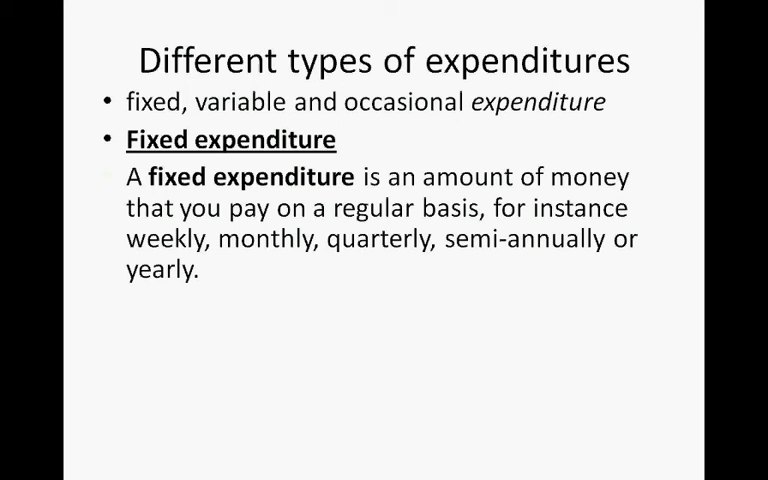 Different types of expenditures
• fixed, variable and occasional expenditure
• Fixed expenditure
A fixed expenditure is an amount of money
that you pay on a regular basis, for instance
weekly, monthly, quarterly, semi-annually or
yearly.